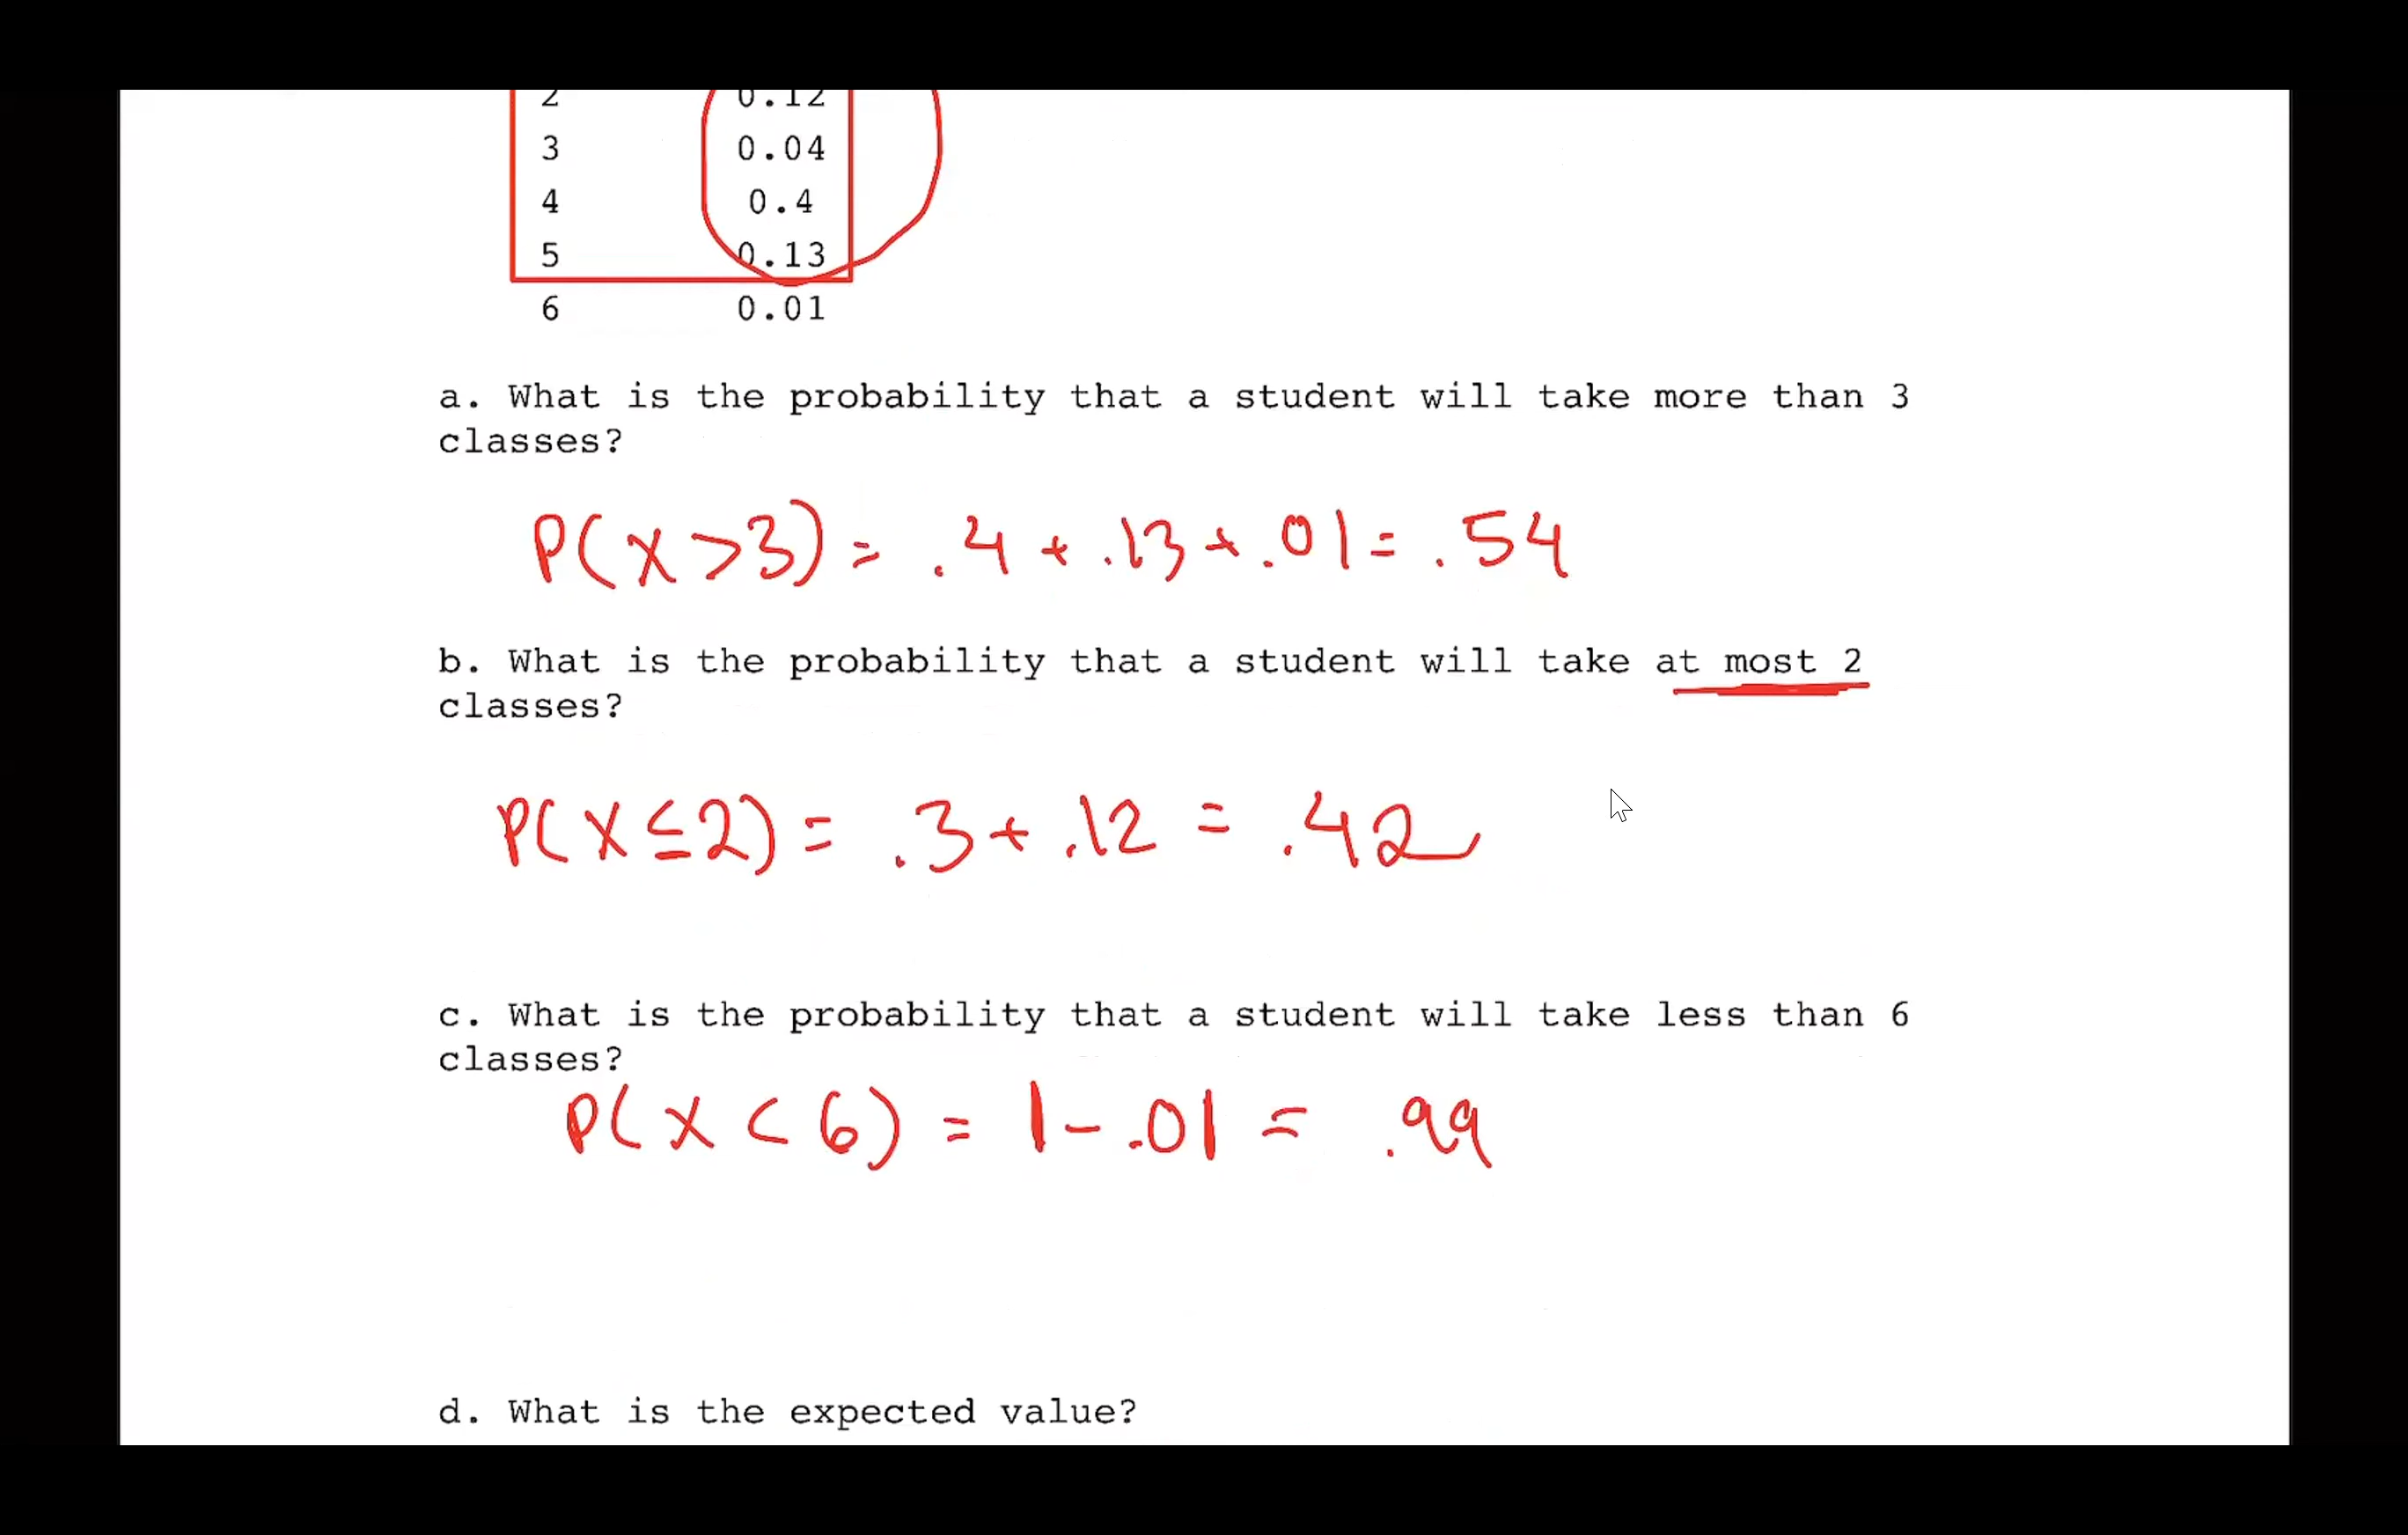 2 0.12
3 0.04
4 0.4
5 0.13
6 0.01
a. What is the probability that a student will take more than 3
classes?
P(x>3) = .4 + .13 + .01 = .54
b. What is the probability that a student will take at most 2
classes?
P(x≤2) = .3 + .12 = .42
c. What is the probability that a student will take less than 6
classes?
P(x<6) = 1 - .01 = .99
d. What is the expected value?